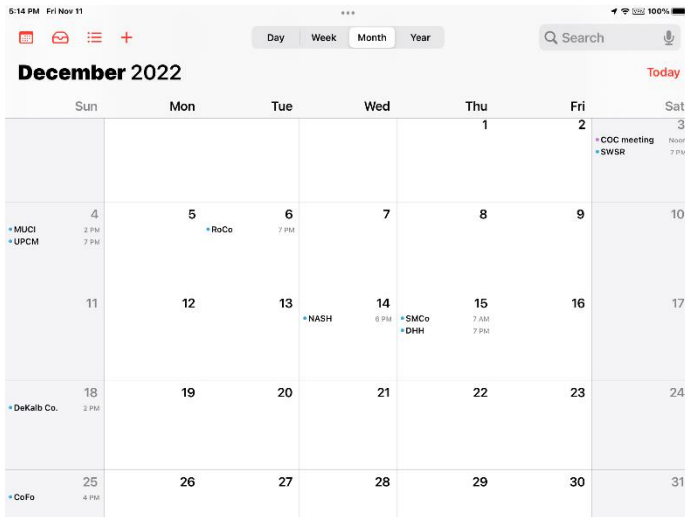 5:14 PM Fri Nov 11 100%
Day Week Month Year Search
December 2022 Today
Sun Mon Tue Wed Thu Fri Sat
1 2 3
COC meeting Noon
SWSR 7 PM
4 5 6 7 8 9 10
MUCI 2 PM RoCo 7 PM
UPCM 7 PM
11 12 13 14 15 16 17
NASH 6 PM SMCo 7 AM
DHH 7 PM
18 19 20 21 22 23 24
DeKalb Co. 2 PM
25 26 27 28 29 30 31
CoFo 4 PM